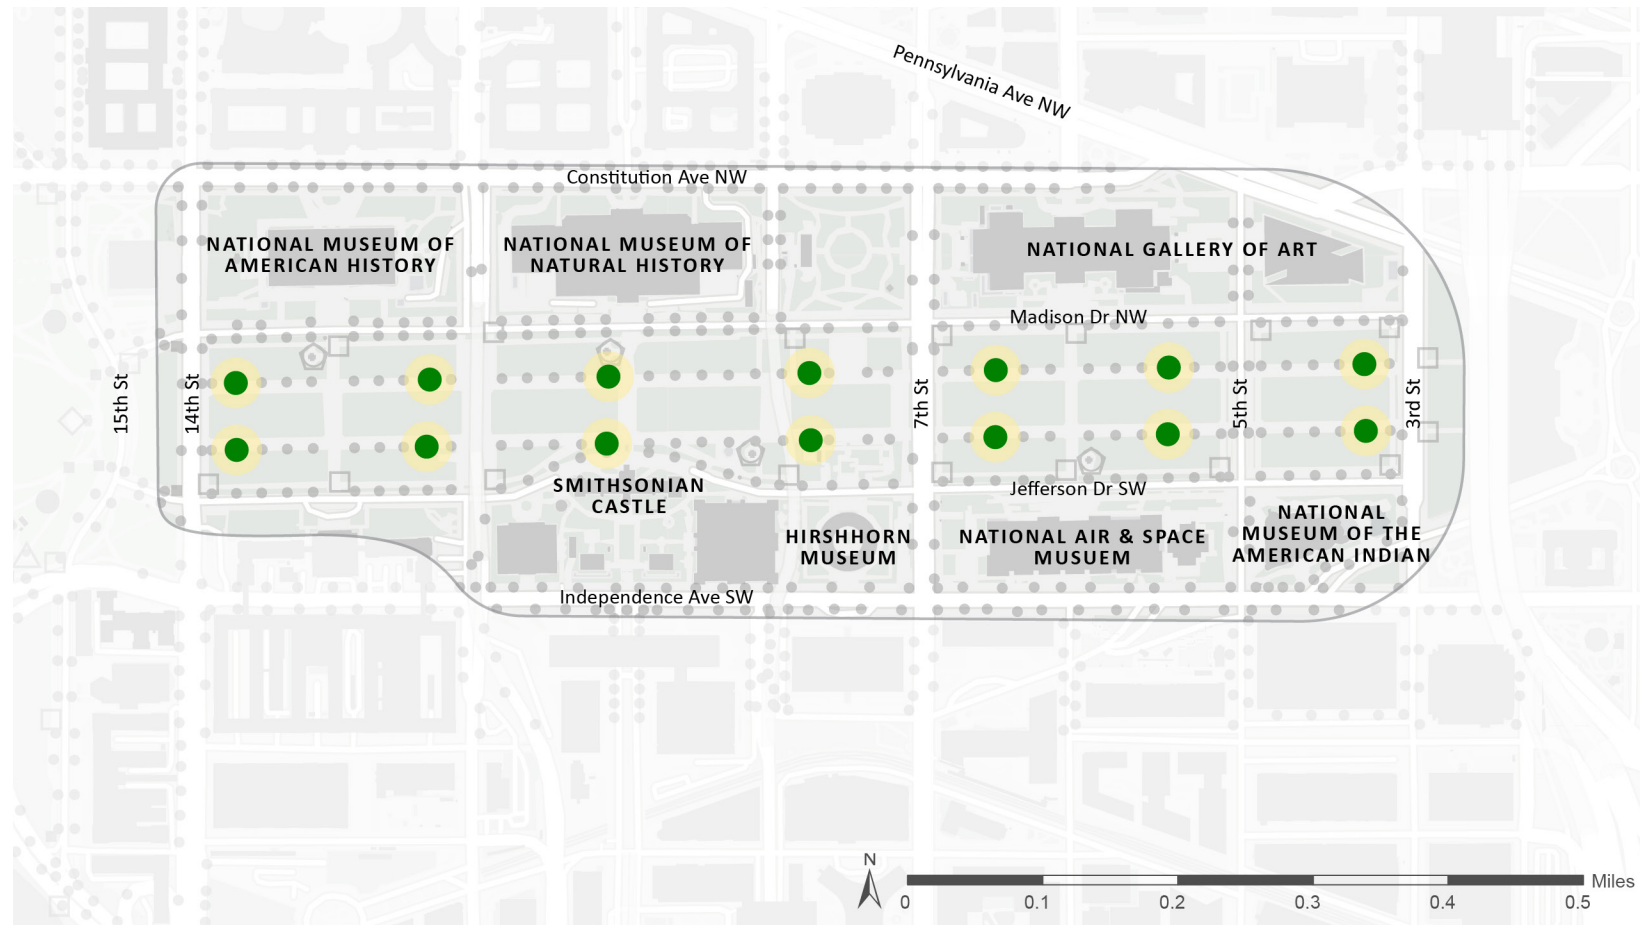 Pennsylvania Ave NW
Constitution Ave NW
NATIONAL MUSEUM OF
AMERICAN HISTORY
NATIONAL MUSEUM OF
NATURAL HISTORY
NATIONAL GALLERY OF ART
Madison Dr NW
15th St
14th St
7th St
5th St
3rd St
SMITHSONIAN
CASTLE
Jefferson Dr SW
HIRSHHORN
MUSEUM
NATIONAL AIR & SPACE
MUSUEM
NATIONAL
MUSEUM OF THE
AMERICAN INDIAN
Independence Ave SW
N
Miles
0 0.1 0.2 0.3 0.4 0.5